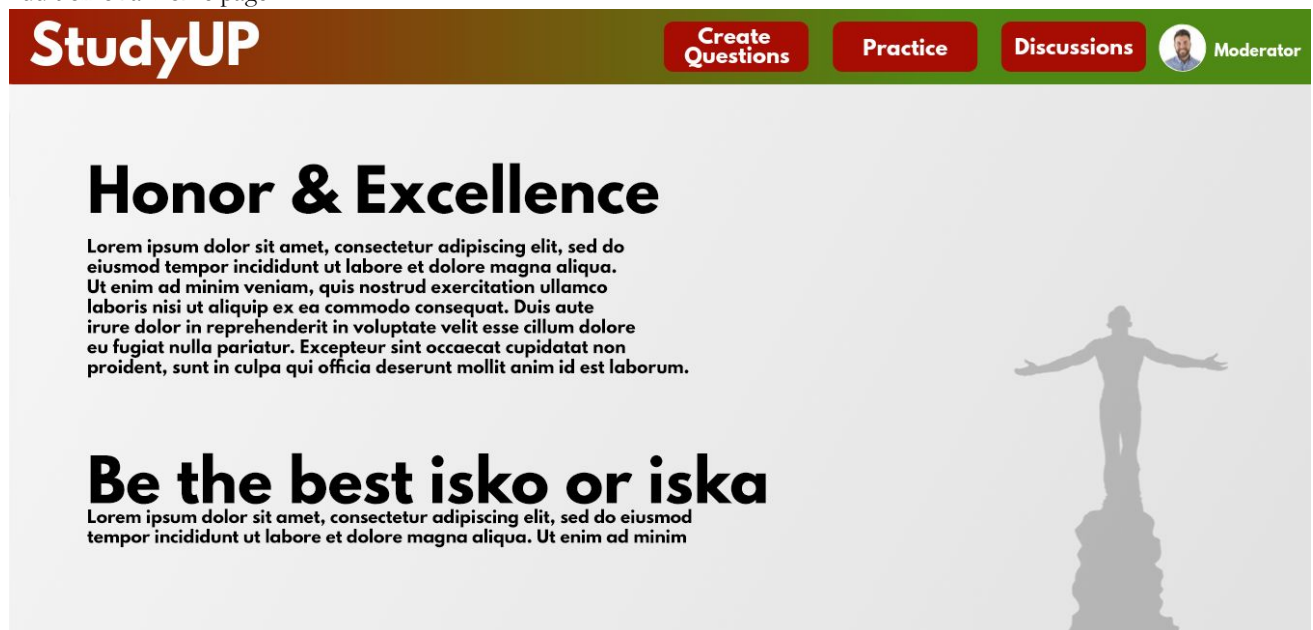 StudyUP
Create
Questions
Practice
Discussions
Moderator
Honor & Excellence
Lorem ipsum dolor sit amet, consectetur adipiscing elit, sed do
eiusmod tempor incididunt ut labore et dolore magna aliqua.
Ut enim ad minim veniam, quis nostrud exercitation ullamco
laboris nisi ut aliquip ex ea commodo consequat. Duis aute
irure dolor in reprehenderit in voluptate velit esse cillum dolore
eu fugiat nulla pariatur. Excepteur sint occaecat cupidatat non
proident, sunt in culpa qui officia deserunt mollit anim id est laborum.
Be the best isko or iska
Lorem ipsum dolor sit amet, consectetur adipiscing elit, sed do eiusmod
tempor incididunt ut labore et dolore magna aliqua. Ut enim ad minim